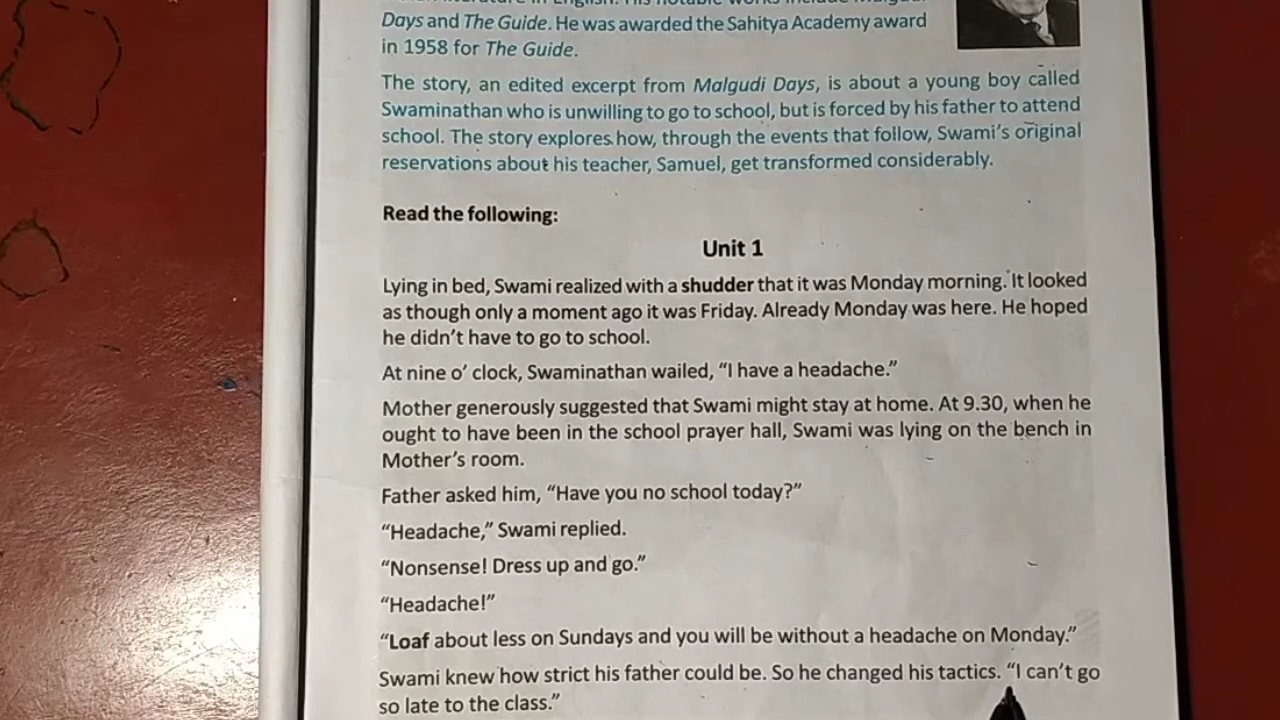 Days and The Guide. He was awarded the Sahitya Academy award
in 1958 for The Guide.
The story, an edited excerpt from Malgudi Days, is about a young boy called
Swaminathan who is unwilling to go to school, but is forced by his father to attend
school. The story explores how, through the events that follow, Swami's original
reservations about his teacher, Samuel, get transformed considerably.
Read the following:
Unit 1
Lying in bed, Swami realized with a shudder that it was Monday morning. It looked
as though only a moment ago it was Friday. Already Monday was here. He hoped
he didn't have to go to school.
At nine o' clock, Swaminathan wailed, “I have a headache.”
Mother generously suggested that Swami might stay at home. At 9.30, when he
ought to have been in the school prayer hall, Swami was lying on the bench in
Mother's room.
Father asked him, “Have you no school today?”
“Headache,” Swami replied.
“Nonsense! Dress up and go.”
“Headache!”
“Loaf about less on Sundays and you will be without a headache on Monday.”
Swami knew how strict his father could be. So he changed his tactics. “I can't go
so late to the class.”